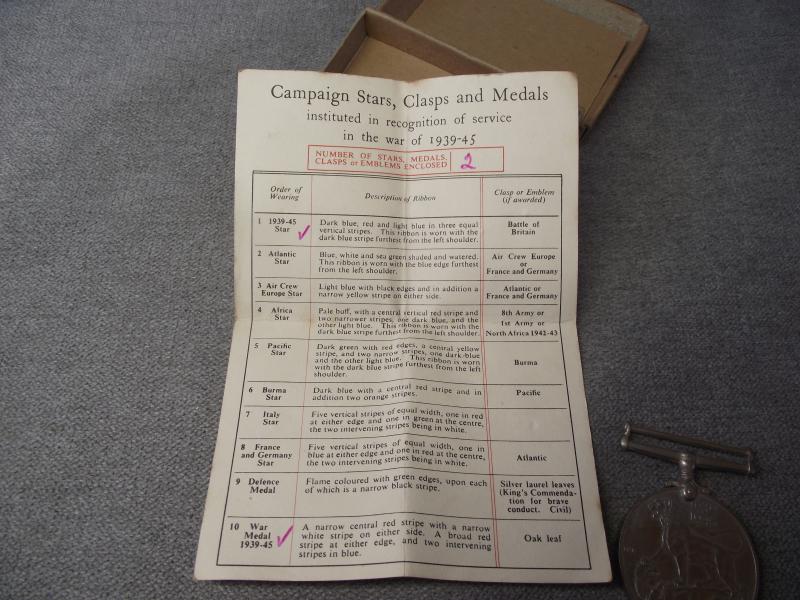 Campaign Stars, Clasps and Medals
instituted in recognition of service
in the war of 1939-45
NUMBER OF STARS, MEDALS,
CLASPS or EMBLEMS ENCLOSED
2
Order of
Wearing
Description of Ribbon
Clasp or Emblem
(if awarded)
1 1939-45
Star
Dark blue, red and light blue in three equal
vertical stripes. This ribbon is worn with the
dark blue stripe furthest from the left shoulder.
Battle of
Britain
2 Atlantic
Star
Blue, white and sea green shaded and watered.
This ribbon is worn with the blue edge furthest
from the left shoulder.
Air Crew Europe
or
France and Germany
3 Air Crew
Europe Star
Light blue with black edges and in addition a
narrow yellow stripe on either side.
Atlantic or
France and Germany
4 Africa
Star
Pale buff, with a central vertical red stripe and
two narrower stripes, one dark blue, and the
other light blue. This ribbon is worn with the
dark blue stripe furthest from the left shoulder.
8th Army or
1st Army or
North Africa 1942-43
5 Pacific
Star
Dark green with red edges, a central yellow
stripe, and two narrow stripes, one dark blue
and the other light blue. This ribbon is worn
with the dark blue stripe furthest from the left
shoulder.
Burma
6 Burma
Star
Dark blue with a central red stripe and in
addition two orange stripes.
Pacific
7 Italy
Star
Five vertical stripes of equal width, one in red
at either edge and one in green at the centre,
the two intervening stripes being in white.
8 France
and Germany
Star
Five vertical stripes of equal width, one in
blue at either edge and one in red at the centre,
the two intervening stripes being in white.
Atlantic
9 Defence
Medal
Flame coloured with green edges, upon each
of which is a narrow black stripe.
Silver laurel leaves
(King's Commenda-
tion for brave
conduct. Civil)
10 War
Medal
1939-45
A narrow central red stripe with a narrow
white stripe on either side. A broad red
stripe at either edge, and two intervening
stripes in blue.
Oak leaf